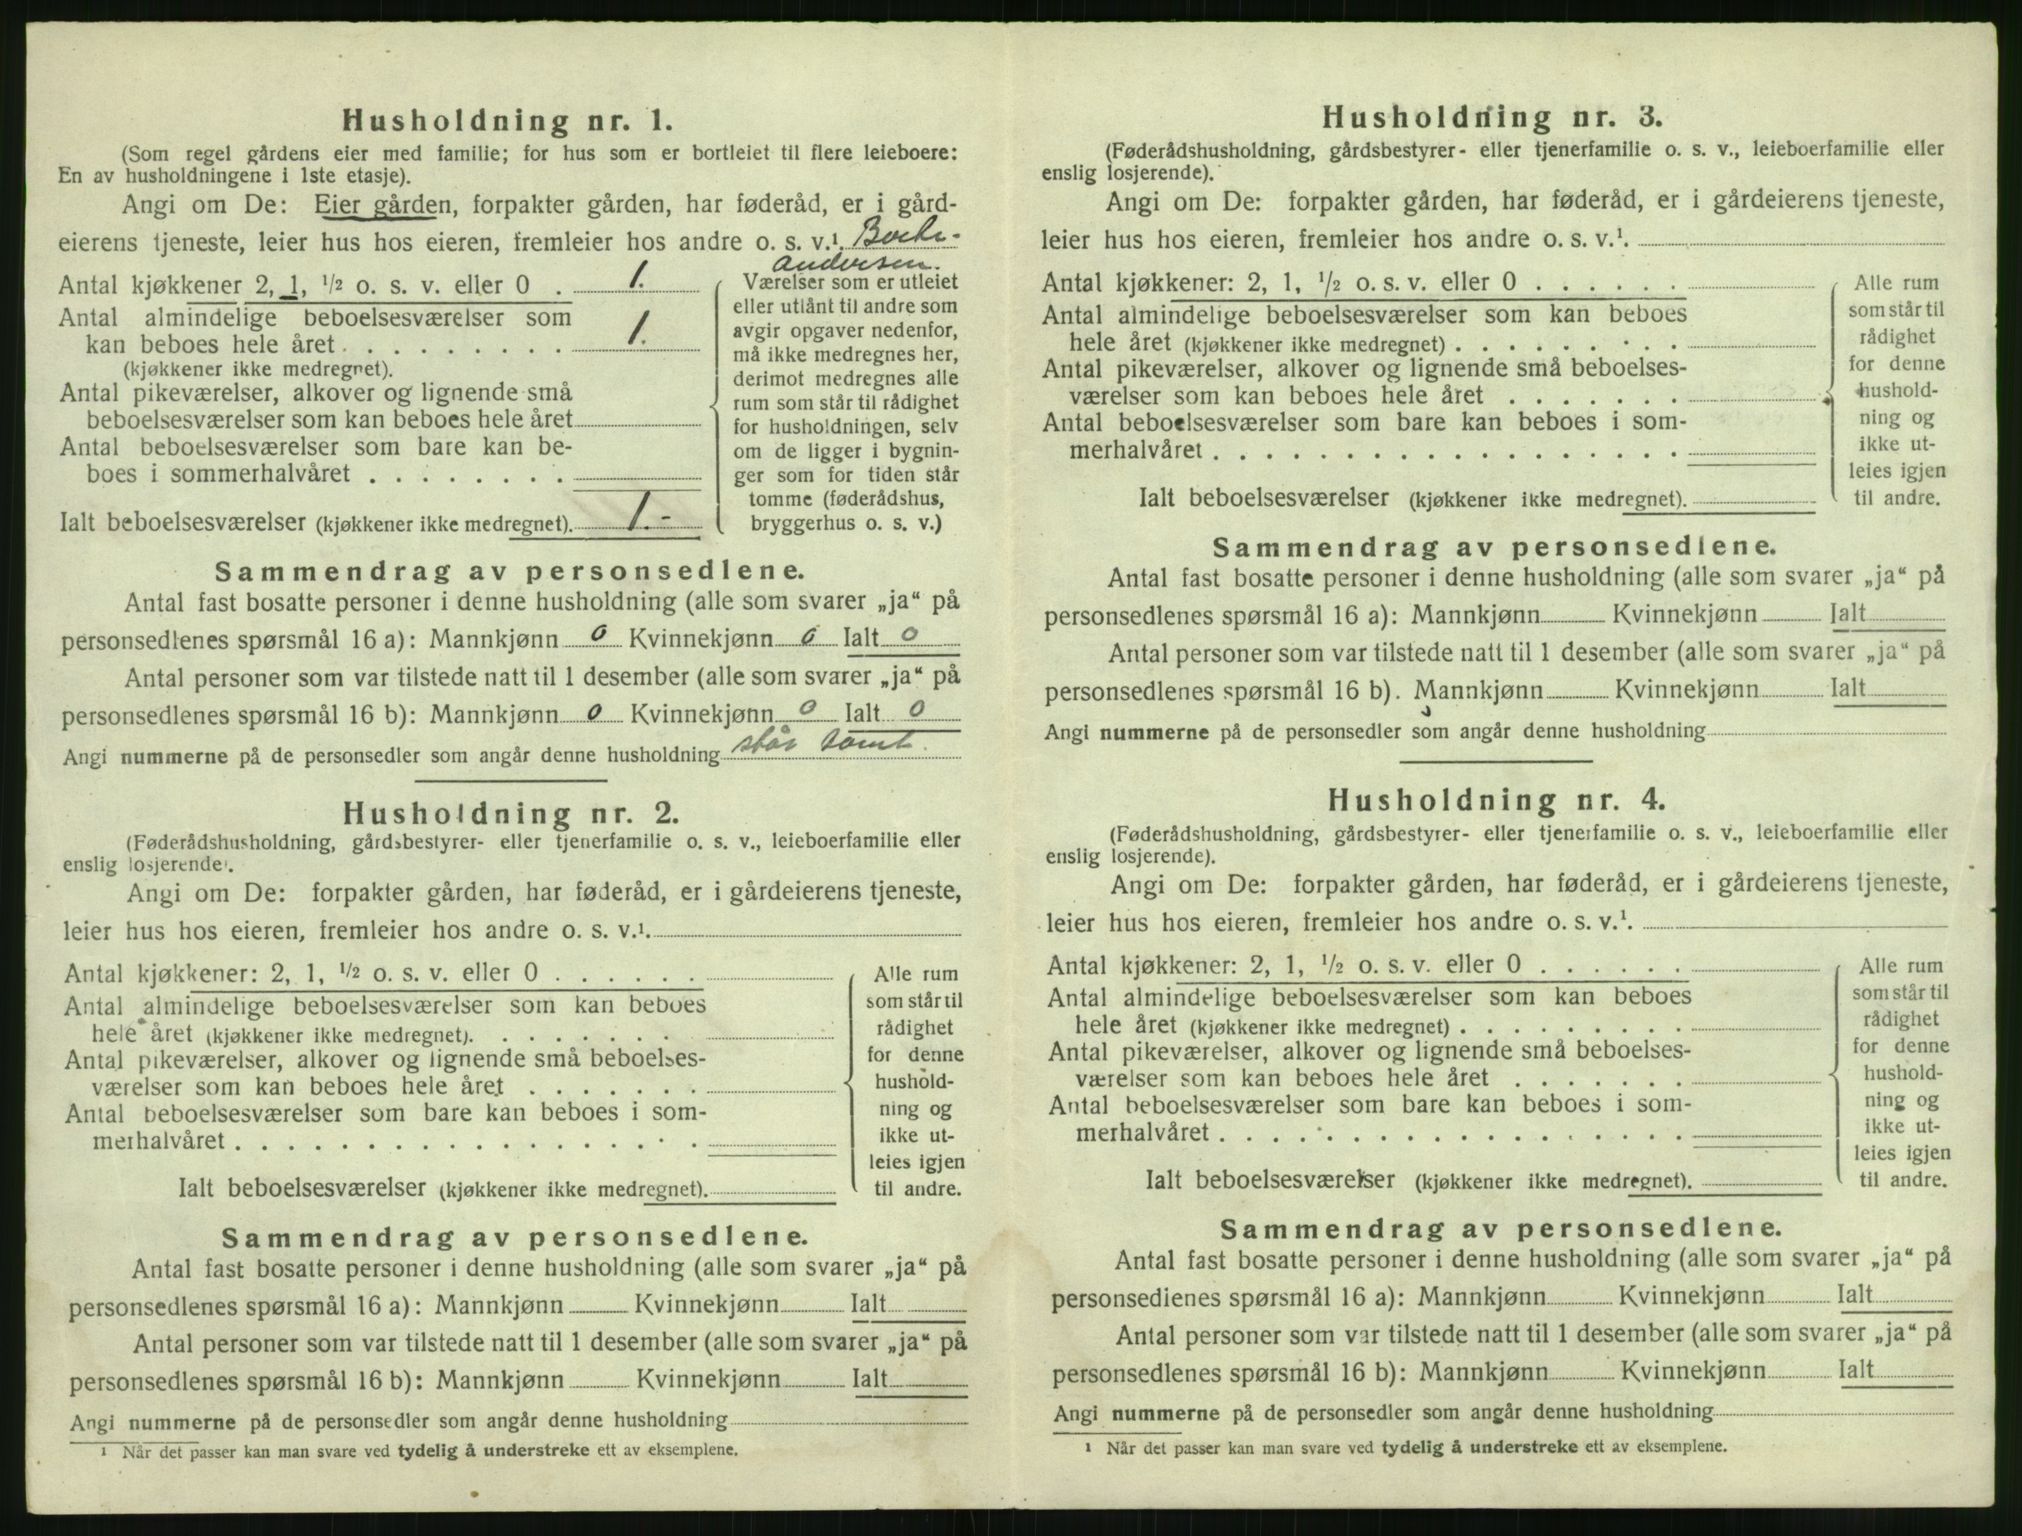 Husholdning nr. 1.
(Som regel gårdens eier med familie; for hus som er bortleiet til flere leieboere:
En av husholdningene i 1ste etasje).
Angi om De: Eier gården, forpakter gården, har føderåd, er i gård-
eierens tjeneste, leier hus hos eieren, fremleier hos andre o. s. v.¹.
Andersen.
Antal kjøkkener 2, 1, ½ o. s. v. eller 0 . 1.
Antal almindelige beboelsesværelser som
kan beboes hele året . . . . . . . . . 1.
(kjøkkener ikke medregnet).
Antal pikeværelser, alkover og lignende små
beboelsesværelser som kan beboes hele året
Antal beboelsesværelser som bare kan be-
boes i sommerhalvåret . . . . . . . .
Ialt beboelsesværelser (kjøkkener ikke medregnet). 1.-
Værelser som er utleiet
eller utlånt til andre som
avgir opgaver nedenfor,
må ikke medregnes her,
derimot medregnes alle
rum som står til rådighet
for husholdningen, selv
om de ligger i bygnin-
ger som for tiden står
tomme (føderådshus,
bryggerhus o. s. v.)
Sammendrag av personsedlene.
Antal fast bosatte personer i denne husholdning (alle som svarer „ja“ på
personsedlenes spørsmål 16 a): Mannkjønn 0 Kvinnekjønn 0 Ialt 0
Antal personer som var tilstede natt til 1 desember (alle som svarer „ja“ på
personsedlenes spørsmål 16 b): Mannkjønn 0 Kvinnekjønn 0 Ialt 0
Angi nummerne på de personsedler som angår denne husholdning står tomt.
Husholdning nr. 2.
(Føderådshusholdning, gårdsbestyrer- eller tjenerfamilie o. s. v., leieboerfamilie eller
enslig losjerende).
Angi om De: forpakter gården, har føderåd, er i gårdeierens tjeneste,
leier hus hos eieren, fremleier hos andre o. s. v.¹.
Antal kjøkkener: 2, 1, ½ o. s. v. eller 0 . . . . . .
Antal almindelige beboelsesværelser som kan beboes
hele året (kjøkkener ikke medregnet). . . . . . . .
Antal pikeværelser, alkover og lignende små beboelses-
værelser som kan beboes hele året . . . . . . .
Antal beboelsesværelser som bare kan beboes i som-
merhalvåret . . . . . . . . . . . . . . . . . .
Ialt beboelsesværelser (kjøkkener ikke medregnet).
Alle rum
som står til
rådighet
for denne
hushold-
ning og
ikke ut-
leies igjen
til andre.
Sammendrag av personsedlene.
Antal fast bosatte personer i denne husholdning (alle som svarer „ja“ på
personsedlenes spørsmål 16 a): Mannkjønn Kvinnekjønn Ialt
Antal personer som var tilstede natt til 1 desember (alle som svarer „ja“ på
personsedlenes spørsmål 16 b): Mannkjønn Kvinnekjønn Ialt
Angi nummerne på de personsedler som angår denne husholdning
¹ Når det passer kan man svare ved tydelig å understreke ett av eksemplene.
Husholdning nr. 3.
(Føderådshusholdning, gårdsbestyrer- eller tjenerfamilie o. s. v., leieboerfamilie eller
enslig losjerende).
Angi om De: forpakter gården, har føderåd, er i gårdeierens tjeneste,
leier hus hos eieren, fremleier hos andre o. s. v.¹.
Antal kjøkkener: 2, 1, ½ o. s. v. eller 0 . . . . . .
Antal almindelige beboelsesværelser som kan beboes
hele året (kjøkkener ikke medregnet) . . . . . . . . .
Antal pikeværelser, alkover og lignende små beboelses-
værelser som kan beboes hele året . . . . . . .
Antal beboelsesværelser som bare kan beboes i som-
merhalvåret . . . . . . . . . . . . . . . . . .
Ialt beboelsesværelser (kjøkkener ikke medregnet).
Alle rum
som står til
rådighet
for denne
hushold-
ning og
ikke ut-
leies igjen
til andre.
Sammendrag av personsedlene.
Antal fast bosatte personer i denne husholdning (alle som svarer „ja“ på
personsedlenes spørsmål 16 a): Mannkjønn Kvinnekjønn Ialt
Antal personer som var tilstede natt til 1 desember (alle som svarer „ja“ på
personsedlenes spørsmål 16 b). Mannkjønn Kvinnekjønn Ialt
Angi nummerne på de personsedler som angår denne husholdning
Husholdning nr. 4.
(Føderådshusholdning, gårdsbestyrer- eller tjenerfamilie o. s. v., leieboerfamilie eller
enslig losjerende).
Angi om De: forpakter gården, har føderåd, er i gårdeierens tjeneste,
leier hus hos eieren, fremleier hos andre o. s. v.¹.
Antal kjøkkener: 2, 1, ½ o. s. v. eller 0 . . . . . .
Antal almindelige beboelsesværelser som kan beboes
hele året (kjøkkener ikke medregnet) . . . . . . . . .
Antal pikeværelser, alkover og lignende små beboelses-
værelser som kan beboes hele året . . . . . . .
Antal beboelsesværelser som bare kan beboes i som-
merhalvåret . . . . . . . . . . . . . . . . . .
Ialt beboelsesværelser (kjøkkener ikke medregnet).
Alle rum
som står til
rådighet
for denne
hushold-
ning og
ikke ut-
leies igjen
til andre.
Sammendrag av personsedlene.
Antal fast bosatte personer i denne husholdning (alle som svarer „ja“ på
personsedlenes spørsmål 16 a): Mannkjønn Kvinnekjønn Ialt
Antal personer som var tilstede natt til 1 desember (alle som svarer „ja“ på
personsedlenes spørsmål 16 b): Mannkjønn Kvinnekjønn Ialt
Angi nummerne på de personsedler som angår denne husholdning
¹ Når det passer kan man svare ved tydelig å understreke ett av eksemplene.